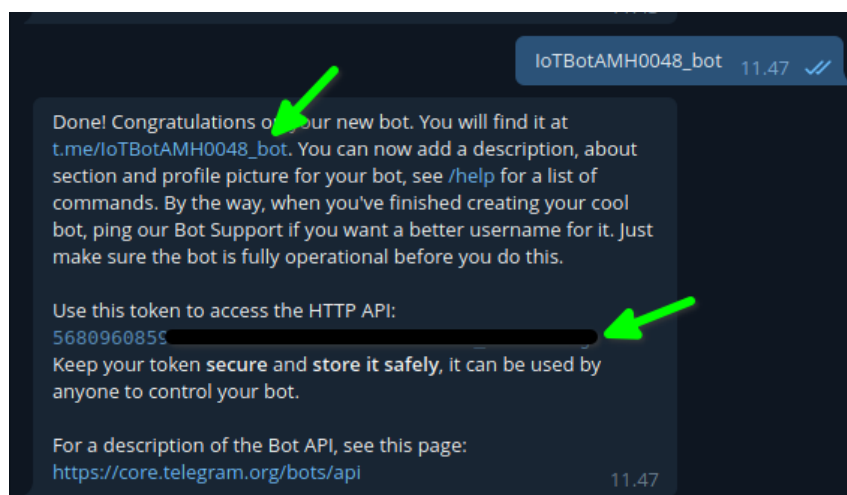 IoTBotAMH0048_bot 11.47
Done! Congratulations on your new bot. You will find it at
t.me/IoTBotAMH0048_bot. You can now add a description, about
section and profile picture for your bot, see /help for a list of
commands. By the way, when you've finished creating your cool
bot, ping our Bot Support if you want a better username for it. Just
make sure the bot is fully operational before you do this.
Use this token to access the HTTP API:
568096085
Keep your token secure and store it safely, it can be used by
anyone to control your bot.
For a description of the Bot API, see this page:
https://core.telegram.org/bots/api 11.47